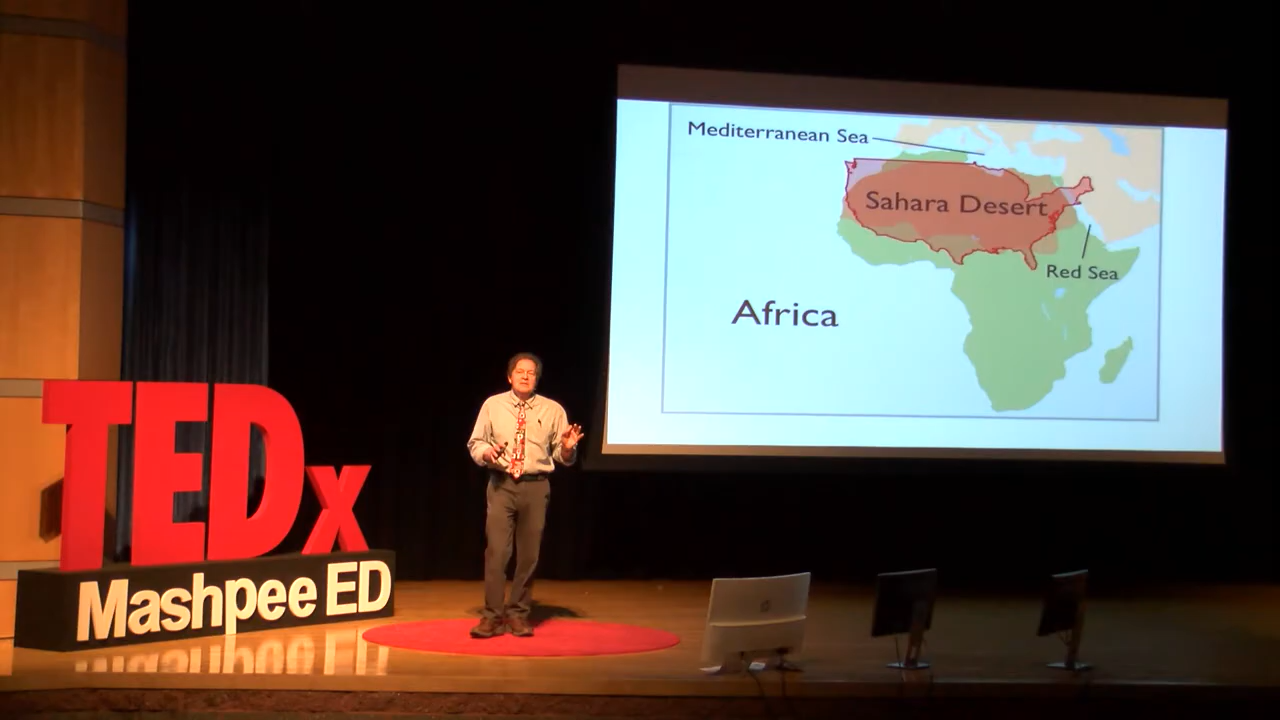 TEDx
Mashpee ED
Mediterranean Sea
Sahara Desert
Red Sea
Africa